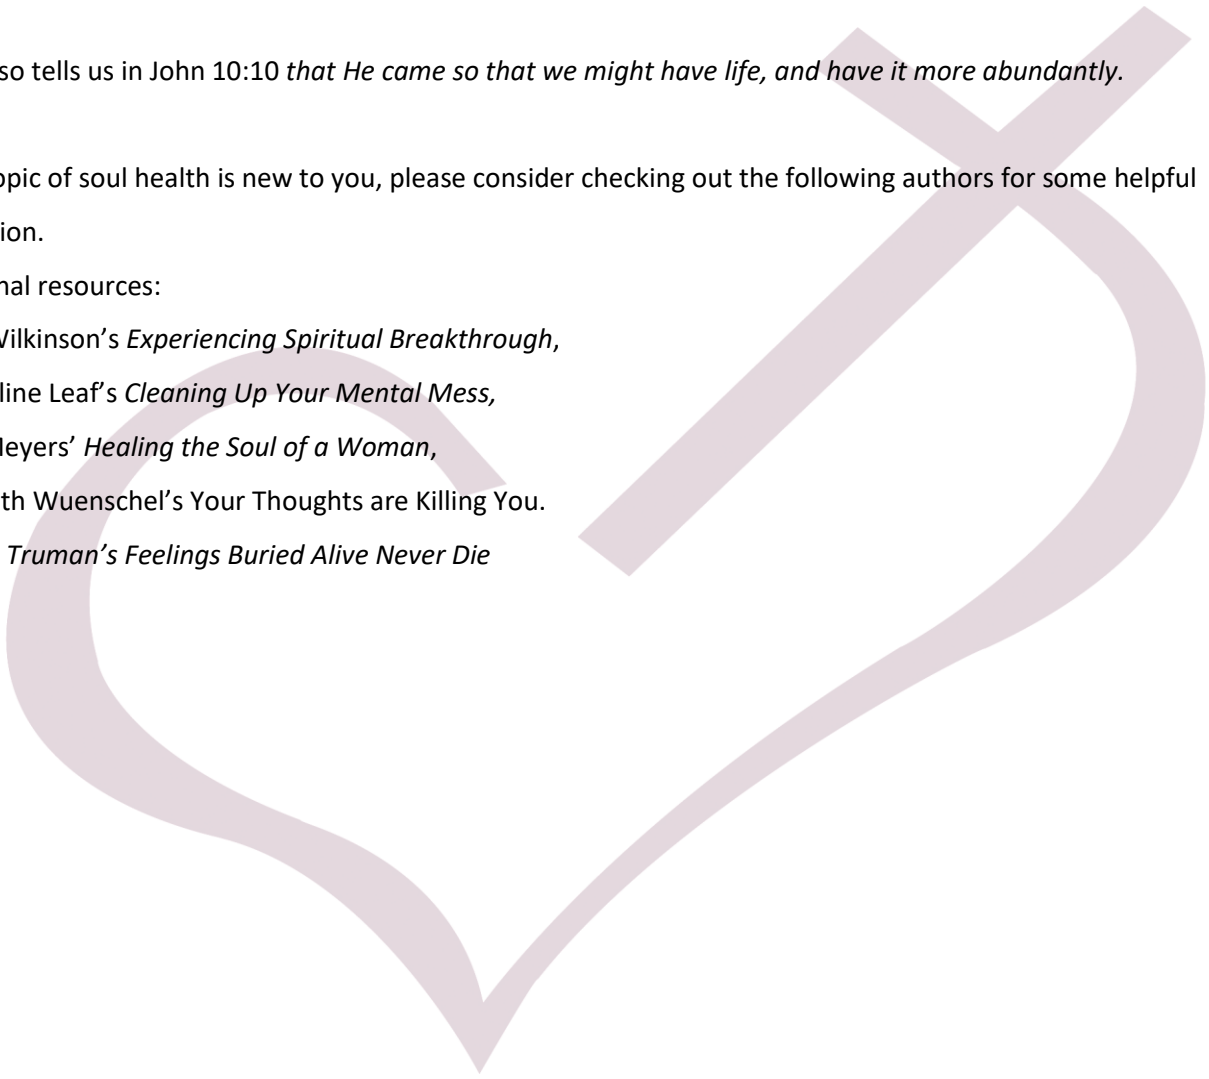 so tells us in John 10:10 that He came so that we might have life, and have it more abundantly.
opic of soul health is new to you, please consider checking out the following authors for some helpful
ion.
nal resources:
Wilkinson’s Experiencing Spiritual Breakthrough,
line Leaf’s Cleaning Up Your Mental Mess,
Meyers’ Healing the Soul of a Woman,
th Wuenschel’s Your Thoughts are Killing You.
Truman’s Feelings Buried Alive Never Die